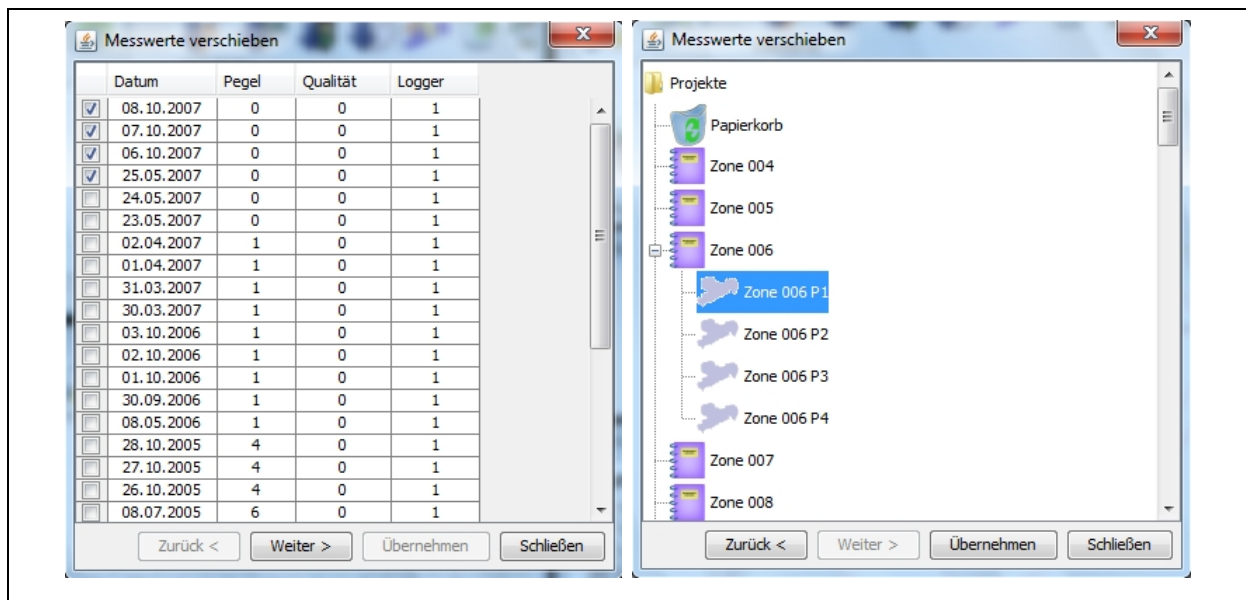 Messwerte verschieben
Datum Pegel Qualität Logger
08.10.2007 0 0 1
07.10.2007 0 0 1
06.10.2007 0 0 1
25.05.2007 0 0 1
24.05.2007 0 0 1
23.05.2007 0 0 1
02.04.2007 1 0 1
01.04.2007 1 0 1
31.03.2007 1 0 1
30.03.2007 1 0 1
03.10.2006 1 0 1
02.10.2006 1 0 1
01.10.2006 1 0 1
30.09.2006 1 0 1
08.05.2006 1 0 1
28.10.2005 4 0 1
27.10.2005 4 0 1
26.10.2005 4 0 1
08.07.2005 6 0 1
Zurück < Weiter > Übernehmen Schließen
Messwerte verschieben
Projekte
Papierkorb
Zone 004
Zone 005
Zone 006
Zone 006 P1
Zone 006 P2
Zone 006 P3
Zone 006 P4
Zone 007
Zone 008
Zurück < Weiter > Übernehmen Schließen